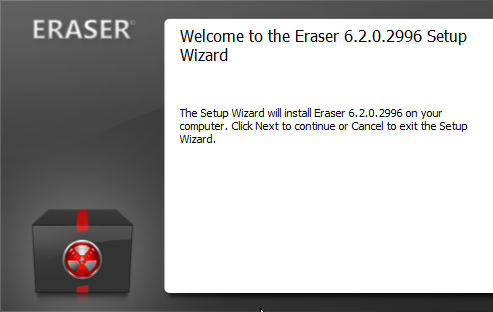 ERASER©
Welcome to the Eraser 6.2.0.2996 Setup
Wizard
The Setup Wizard will install Eraser 6.2.0.2996 on your
computer. Click Next to continue or Cancel to exit the Setup
Wizard.